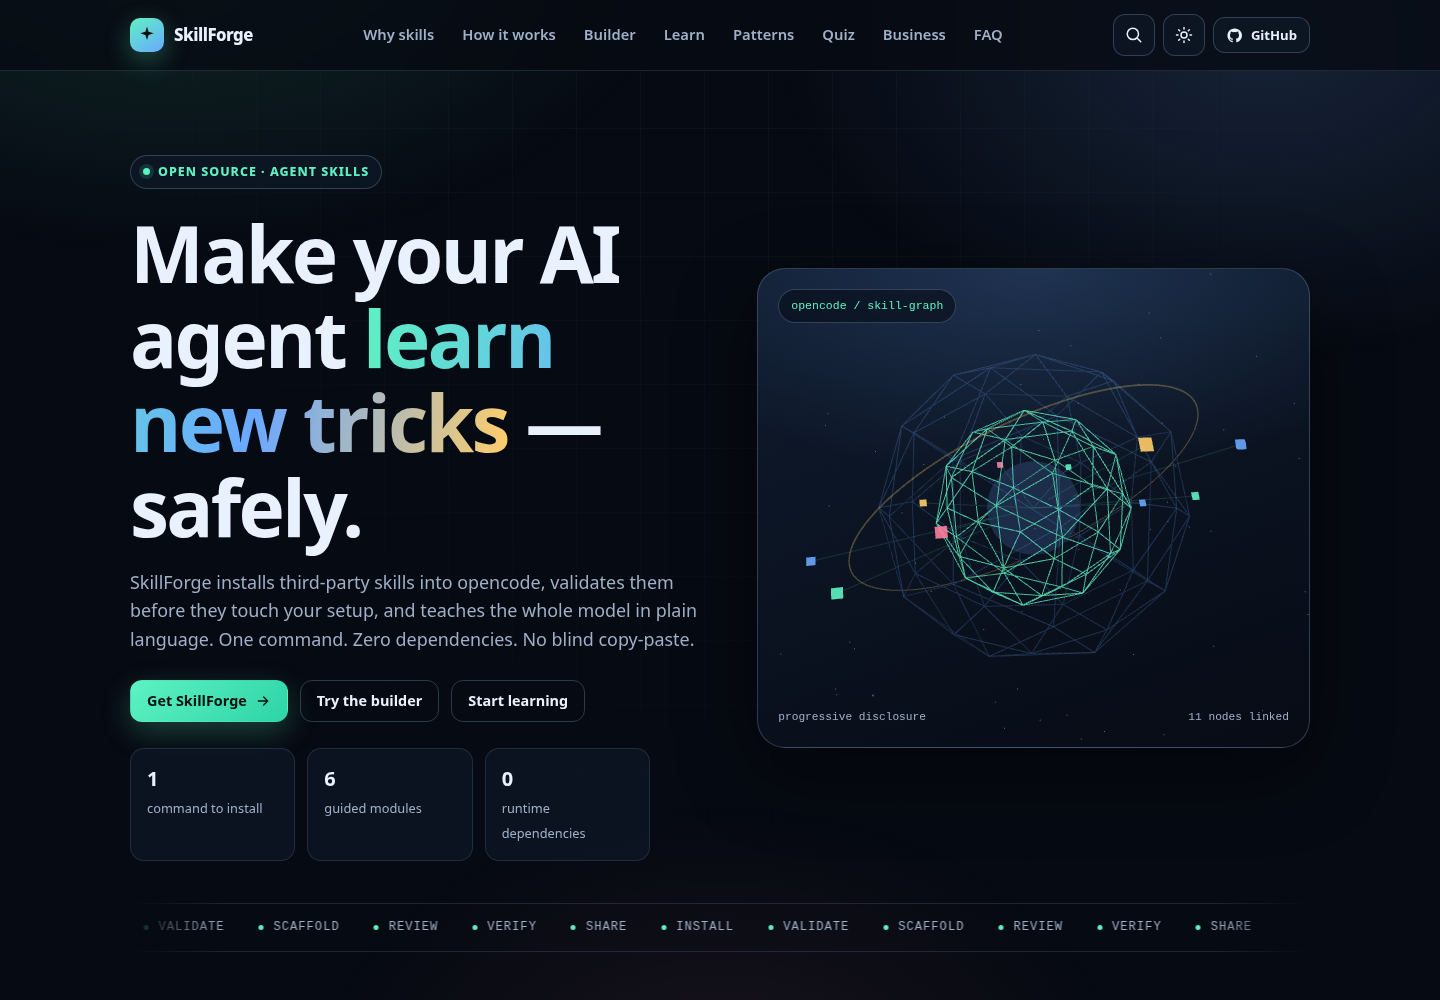 SkillForge
Why skills
How it works
Builder
Learn
Patterns
Quiz
Business
FAQ
GitHub
OPEN SOURCE · AGENT SKILLS
Make your AI
agent learn
new tricks —
safely.
SkillForge installs third-party skills into opencode, validates them
before they touch your setup, and teaches the whole model in plain
language. One command. Zero dependencies. No blind copy-paste.
Get SkillForge →
Try the builder
Start learning
1
command to install
6
guided modules
0
runtime
dependencies
opencode / skill-graph
progressive disclosure
11 nodes linked
VALIDATE • SCAFFOLD • REVIEW • VERIFY • SHARE • INSTALL • VALIDATE • SCAFFOLD • REVIEW • VERIFY • SHARE